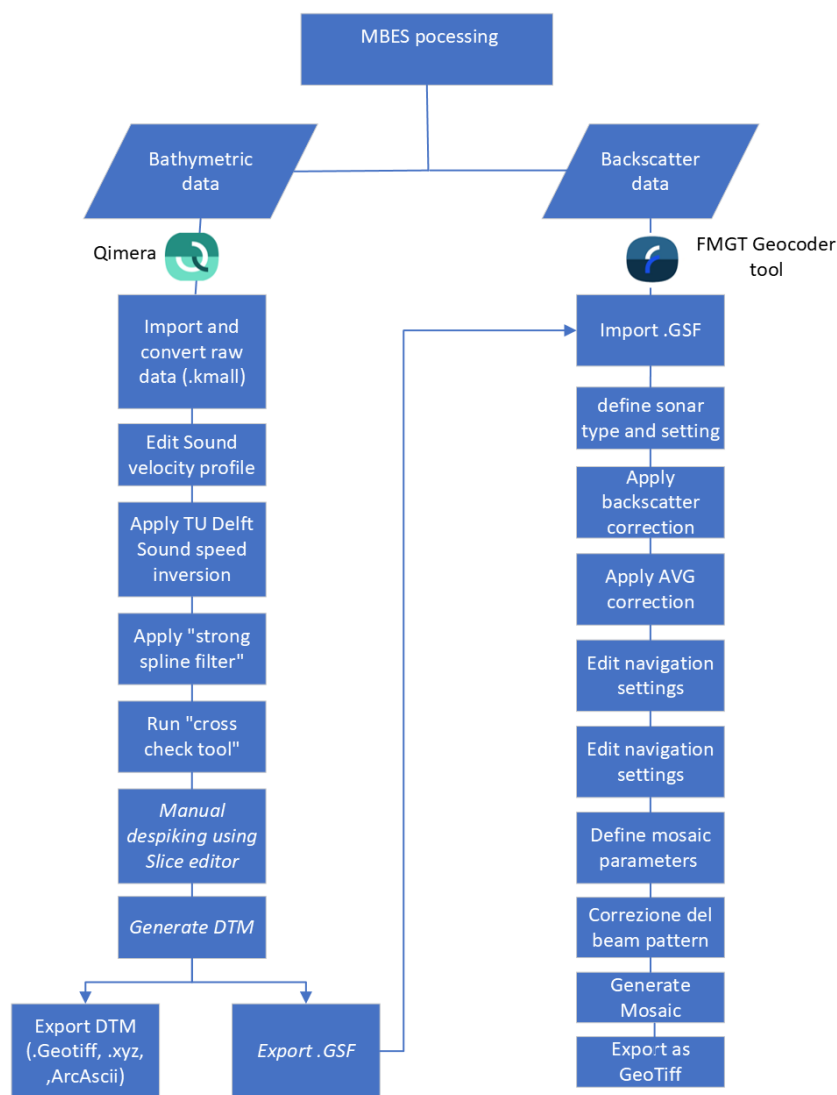 MBES pocessing
Bathymetric
data
Backscatter
data
Qimera
FMGT Geocoder
tool
Import and
convert raw
data (.kmall)
Edit Sound
velocity profile
Apply TU Delft
Sound speed
inversion
Apply "strong
spline filter"
Run "cross
check tool"
Manual
despiking using
Slice editor
Generate DTM
Export DTM
(.Geotiff, .xyz,
,ArcAscii)
Export .GSF
Import .GSF
define sonar
type and setting
Apply
backscatter
correction
Apply AVG
correction
Edit navigation
settings
Edit navigation
settings
Define mosaic
parameters
Correzione del
beam pattern
Generate
Mosaic
Export as
GeoTiff